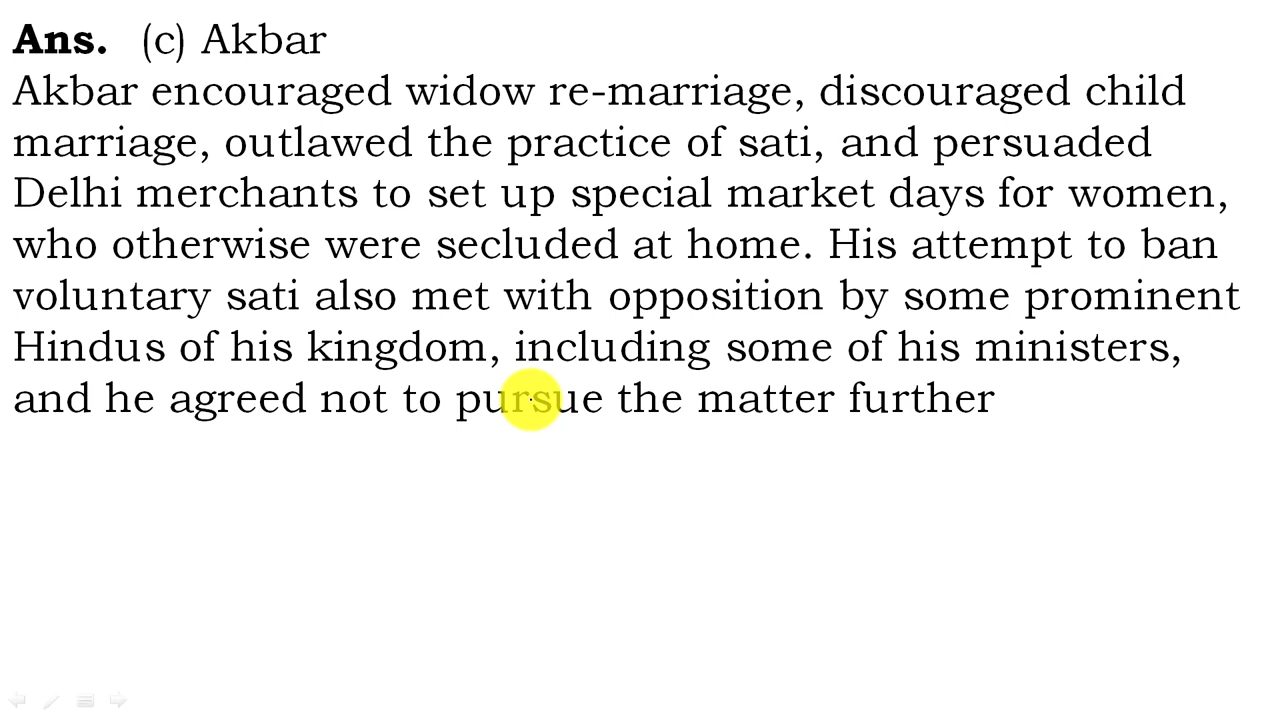 Ans. (c) Akbar
Akbar encouraged widow re-marriage, discouraged child
marriage, outlawed the practice of sati, and persuaded
Delhi merchants to set up special market days for women,
who otherwise were secluded at home. His attempt to ban
voluntary sati also met with opposition by some prominent
Hindus of his kingdom, including some of his ministers,
and he agreed not to pursue the matter further